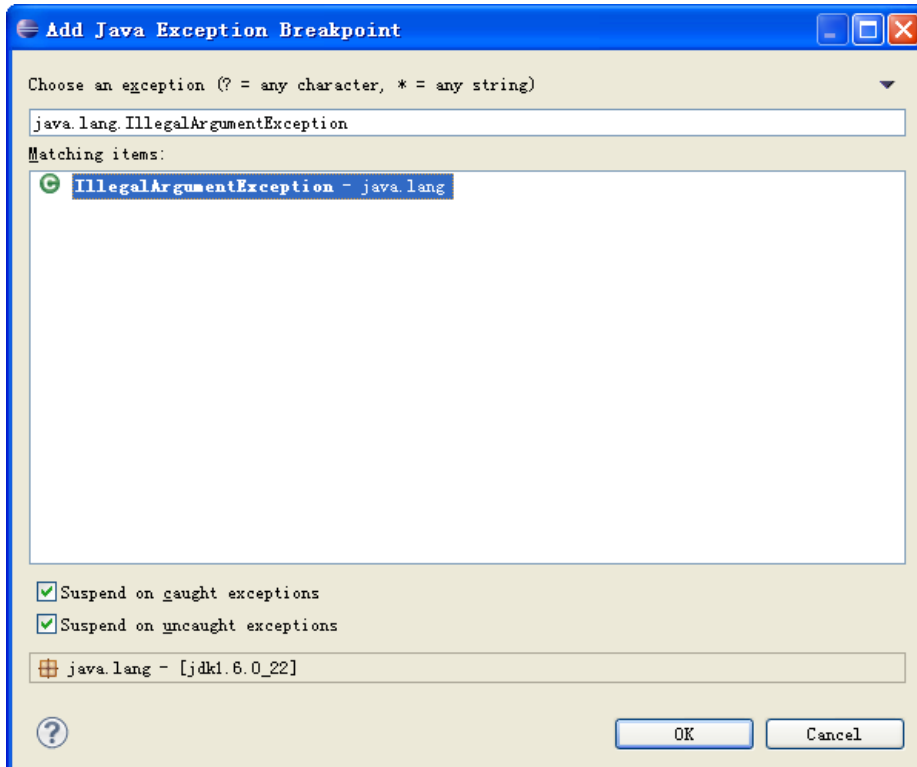 Add Java Exception Breakpoint
Choose an exception (? = any character, * = any string)
java.lang.IllegalArgumentException
Matching items:
IllegalArgumentException - java.lang
Suspend on caught exceptions
Suspend on uncaught exceptions
java.lang - [jdk1.6.0_22]
OK Cancel